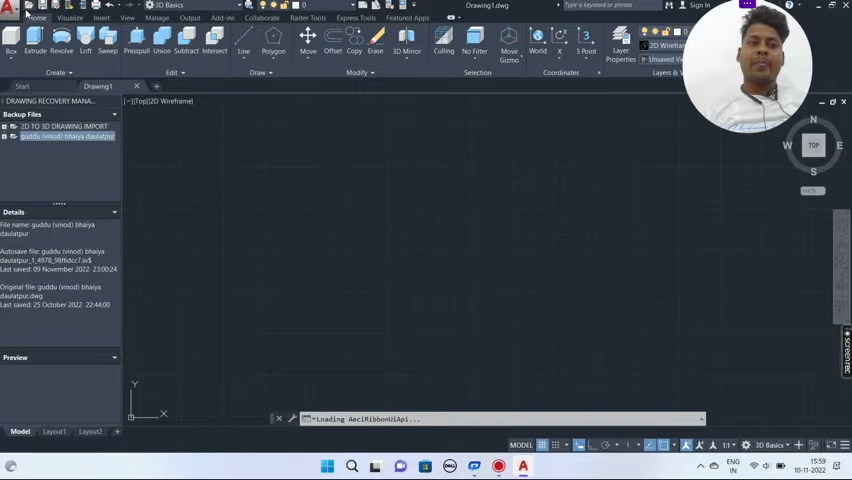 3D Basics
Drawing1.dwg
Type a keyword or phrase
Sign In
Home Visualize Insert View Manage Output Add-ins Collaborate Raster Tools Express Tools Featured Apps
Box Extrude Revolve Loft Sweep Presspull Union Subtract Intersect Line Polygon Move Offset Copy Erase 3D Mirror Culling No Filter Move Gizmo World X 3 Point Layer Properties
0
2D Wirefram
Unsaved Vi
Create Edit Draw Modify Selection Coordinates Layers & V
Start Drawing1
DRAWING RECOVERY MANA...
[−][Top][2D Wireframe]
Backup Files
2D TO 3D DRAWING IMPORT
guddu (vinod) bhaiya daulatpur
N
W TOP E
S
WCS
Details
File name: guddu (vinod) bhaiya
daulatpur
Autosave file: guddu (vinod) bhaiya
daulatpur_1_4978_98f6dcc7.sv$
Last saved: 09 November 2022 23:00:24
Original file: guddu (vinod) bhaiya
daulatpur.dwg
Last saved: 25 October 2022 22:44:00
screenrec
Preview
Y
X
Loading AeciRibbonUiApi...
Model Layout1 Layout2
MODEL 1:1 3D Basics
DELL
ENG
IN
15:59
10-11-2022